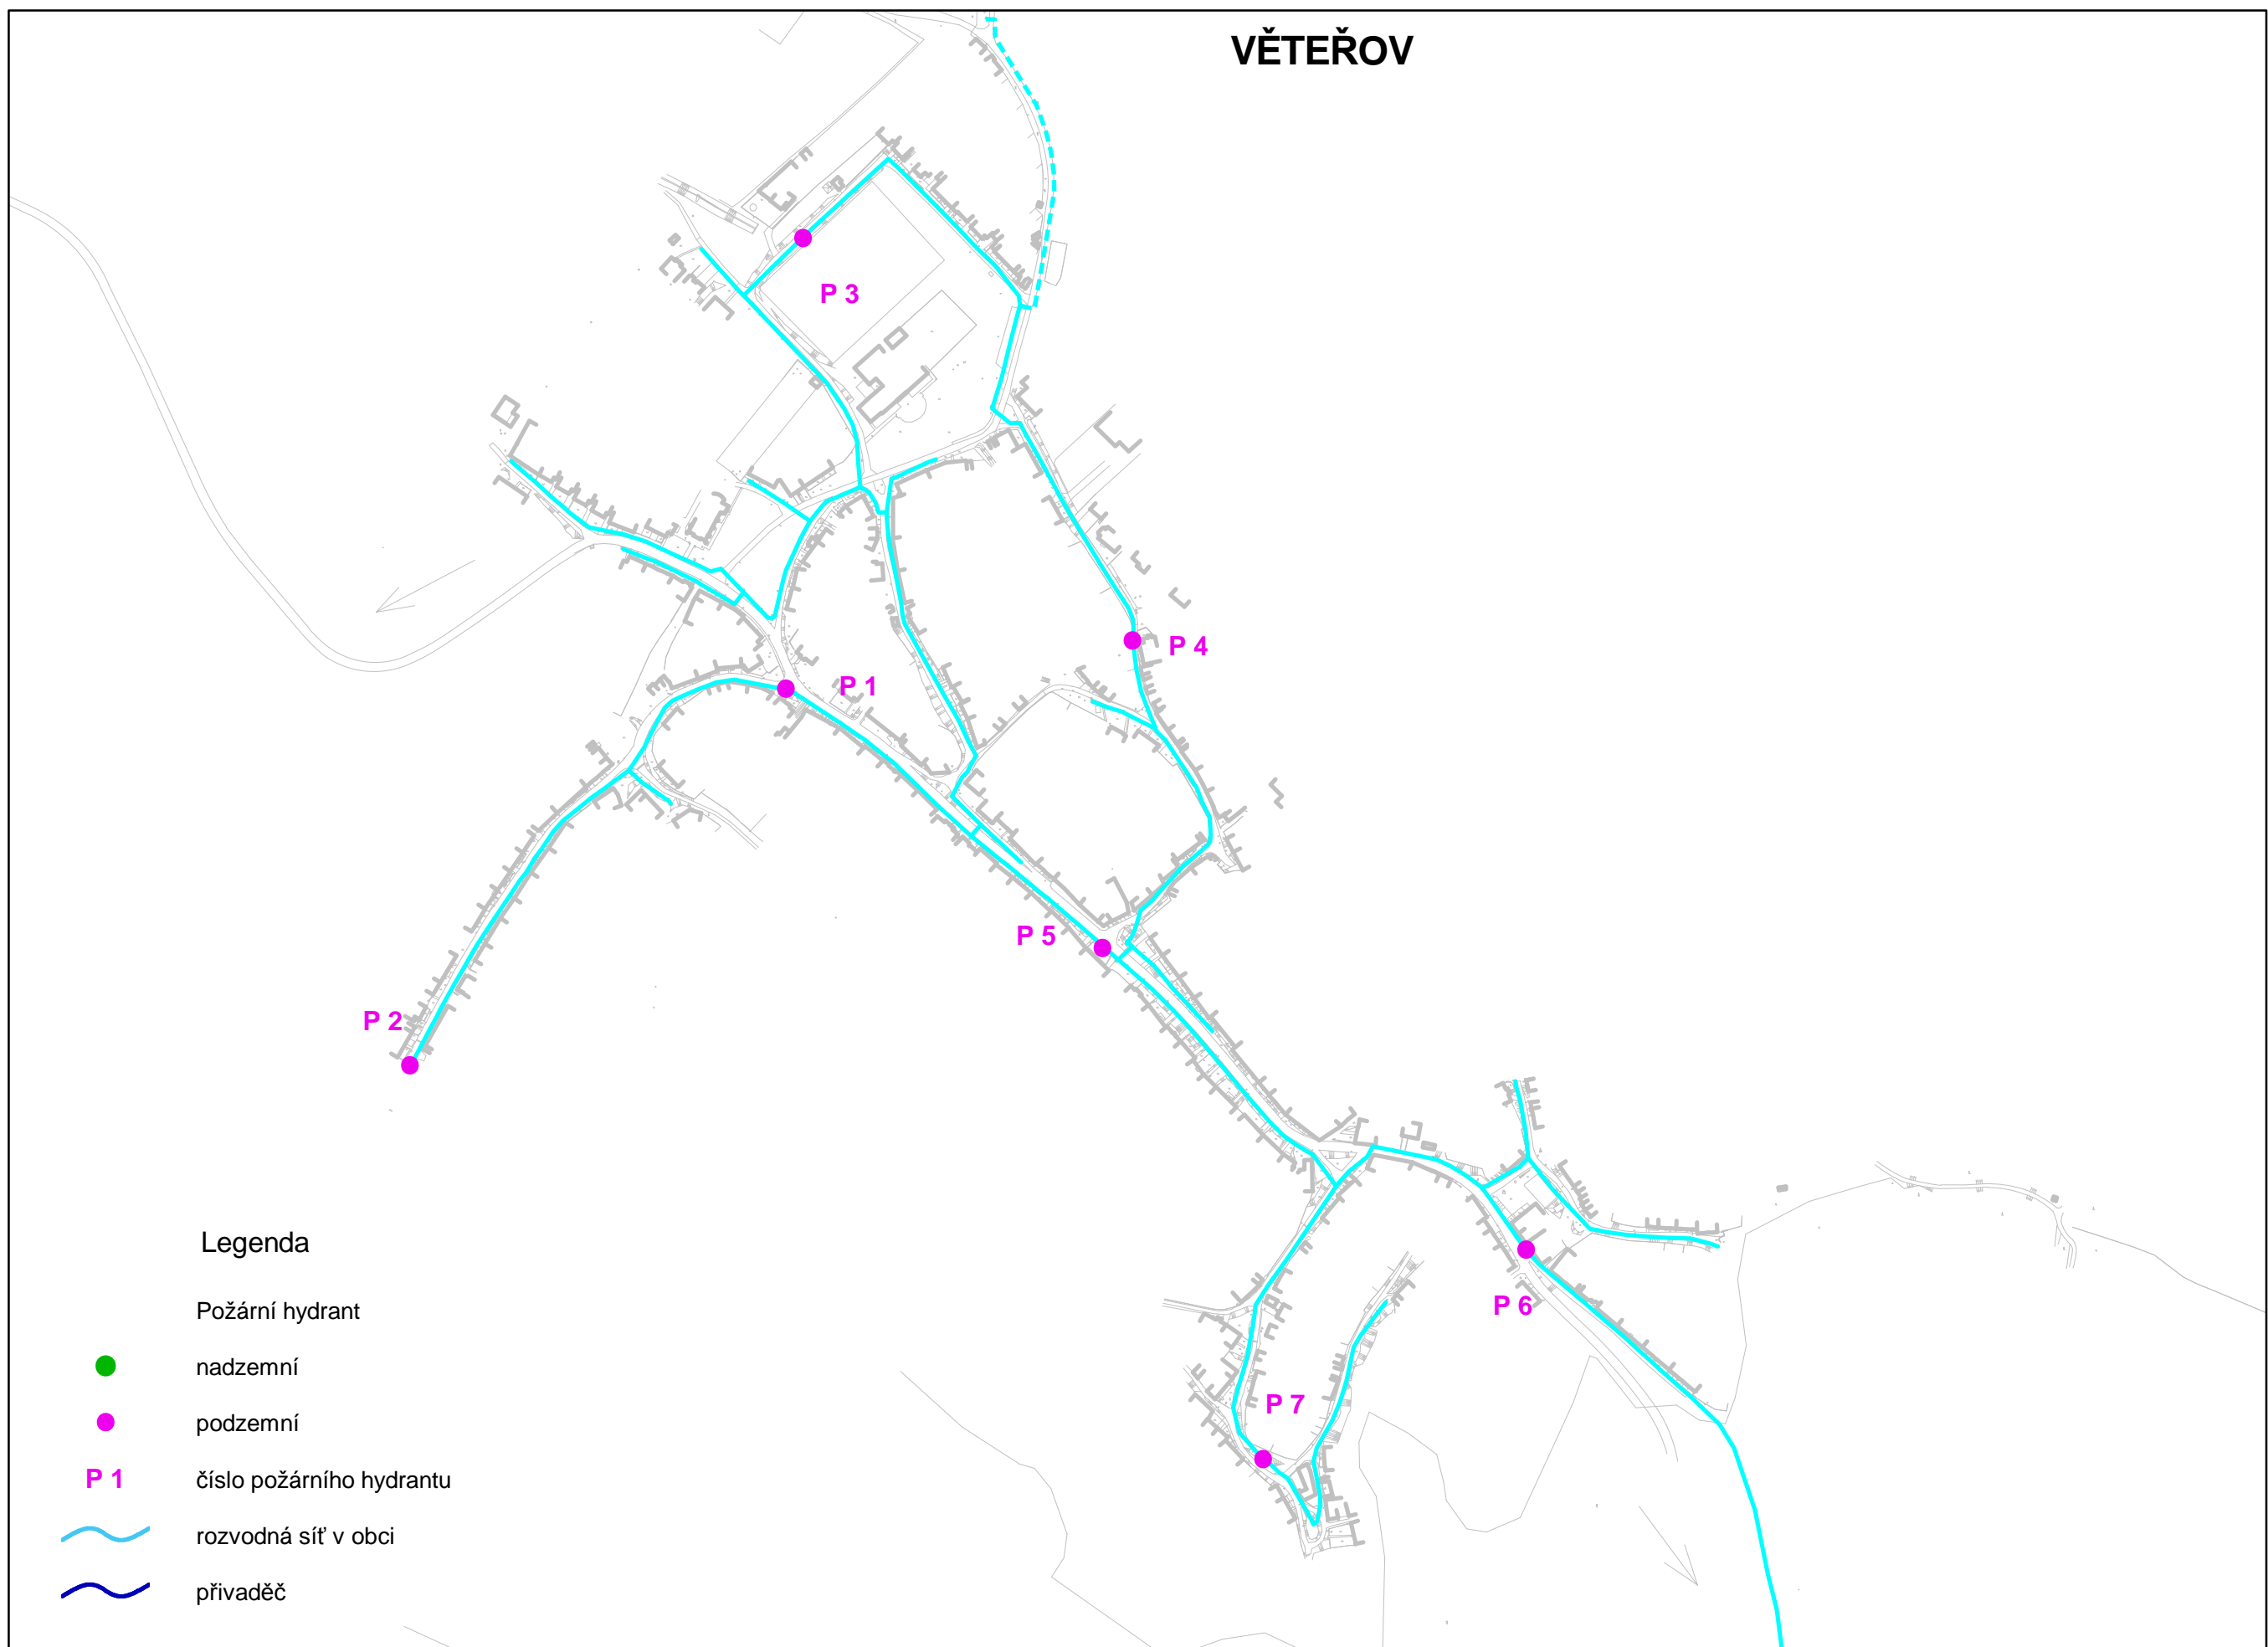 VĚTEŘOV
P 3
P 4
P 1
P 5
P 2
P 6
P 7
Legenda
Požární hydrant
nadzemní
podzemní
P 1 číslo požárního hydrantu
rozvodná síť v obci
přivaděč